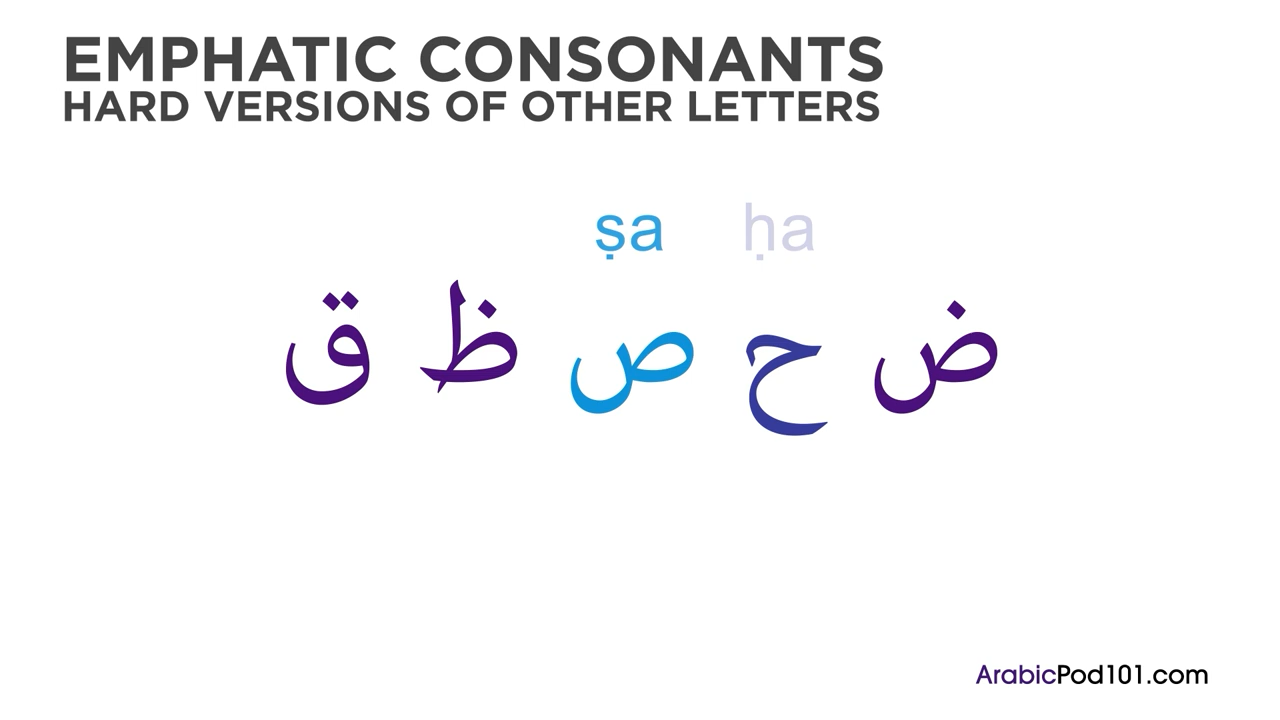 EMPHATIC CONSONANTS
HARD VERSIONS OF OTHER LETTERS
ṣa ḥa
ض ح ص ظ ق
ArabicPod101.com